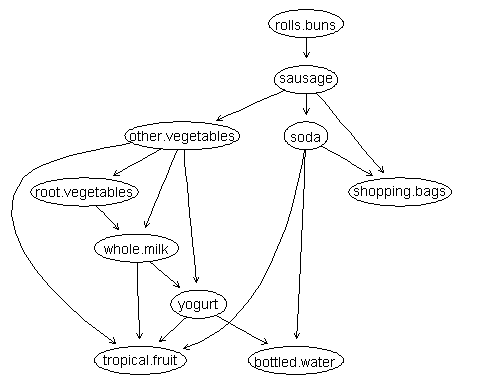 rolls.buns
sausage
other.vegetables
soda
root.vegetables
shopping.bags
whole.milk
yogurt
tropical.fruit
bottled.water